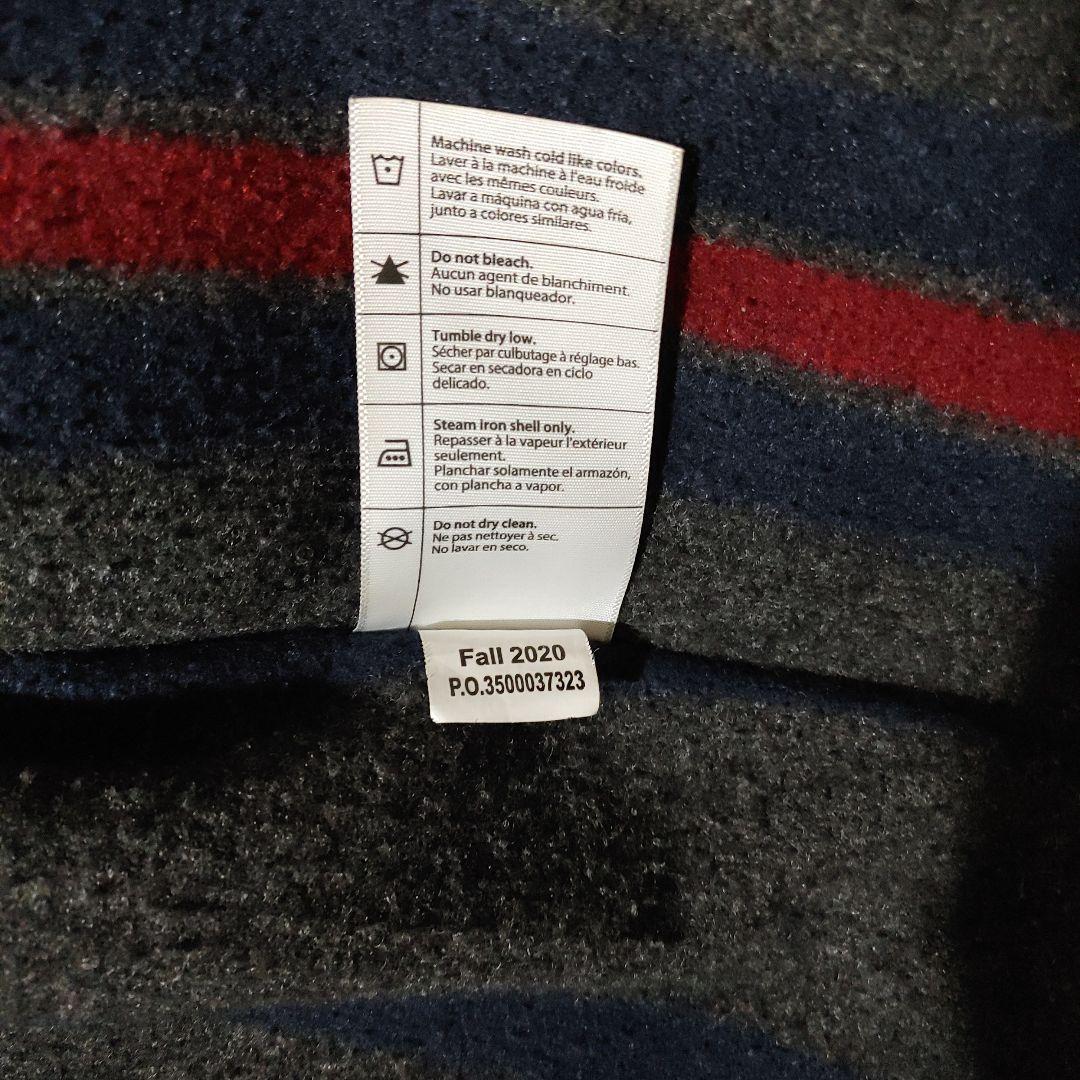 Machine wash cold like colors.
Laver à la machine à l'eau froide
avec les mêmes couleurs.
Lavar a máquina con agua fría,
junto a colores similares.
Do not bleach.
Aucun agent de blanchiment.
No usar blanqueador.
Tumble dry low.
Sécher par culbutage à réglage bas.
Secar en secadora en ciclo
delicado.
Steam iron shell only.
Repasser à la vapeur l'extérieur
seulement.
Planchar solamente el armazón,
con plancha a vapor.
Do not dry clean.
Ne pas nettoyer à sec.
No lavar en seco.
Fall 2020
P.O.3500037323